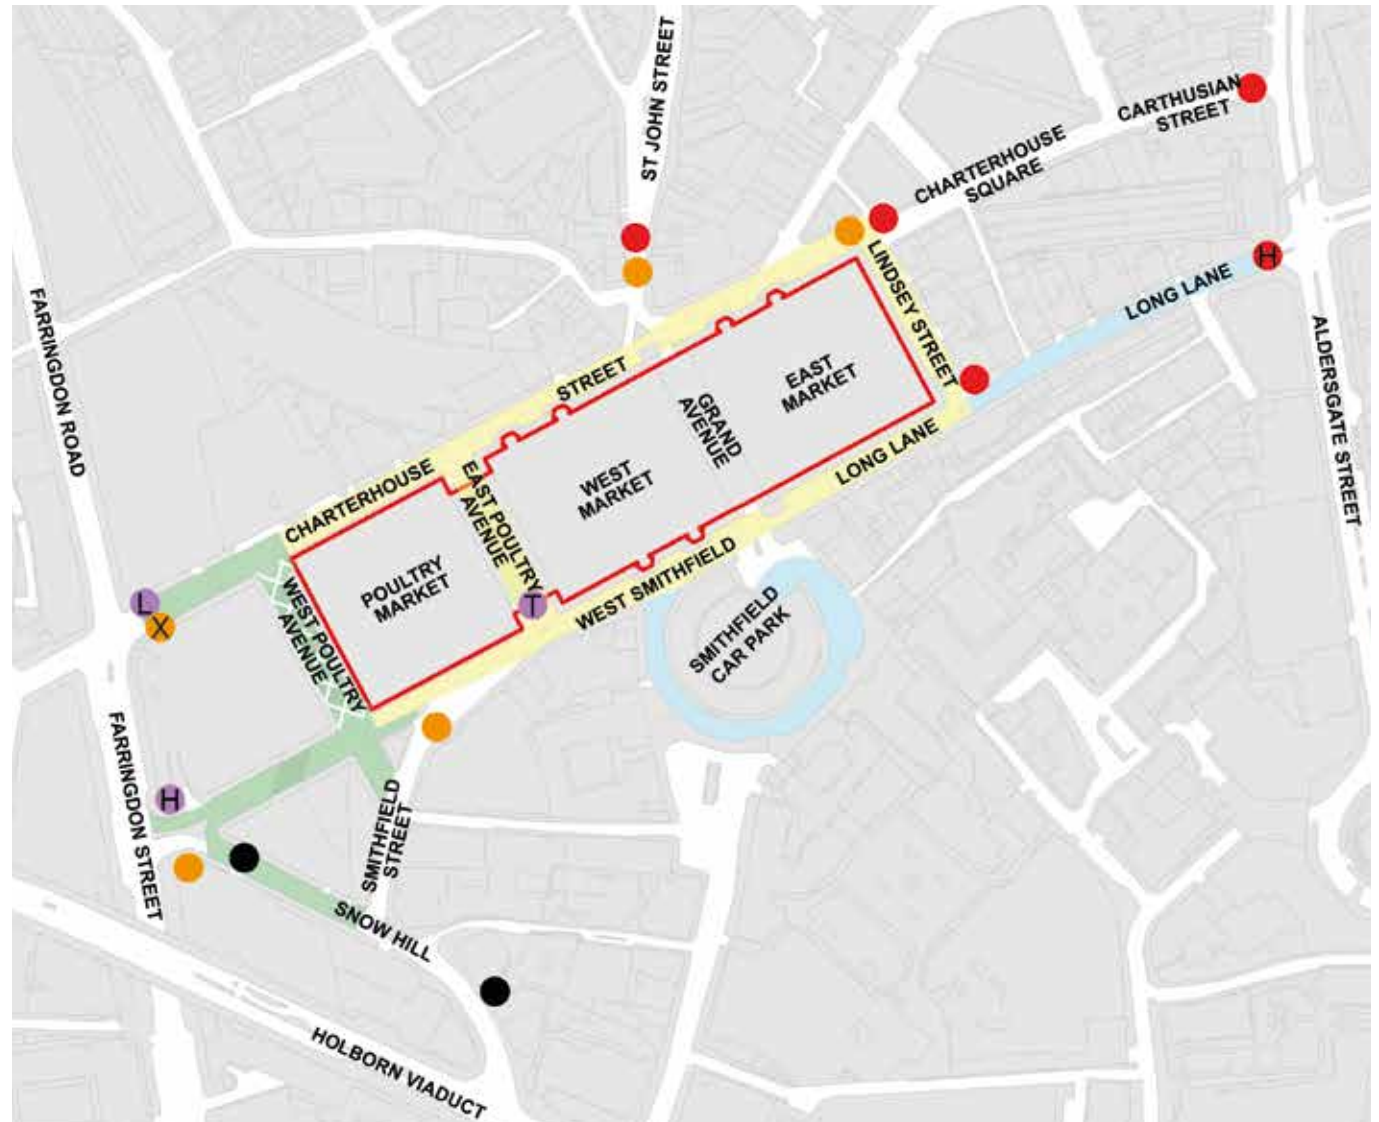 ST JOHN STREET
CARTHUSIAN
STREET
CHARTERHOUSE
SQUARE
LINDSEY STREET
LONG LANE
H
ALDERSGATE STREET
FARRINGDON ROAD
STREET
EAST
MARKET
GRAND
AVENUE
CHARTERHOUSE
WEST
MARKET
LONG LANE
EAST POULTRY
AVENUE
POULTRY
MARKET
WEST SMITHFIELD
T
L
X
WEST POULTRY
AVENUE
SMITHFIELD
CAR PARK
H
FARRINGDON STREET
SMITHFIELD
STREET
SNOW HILL
HOLBORN VIADUCT